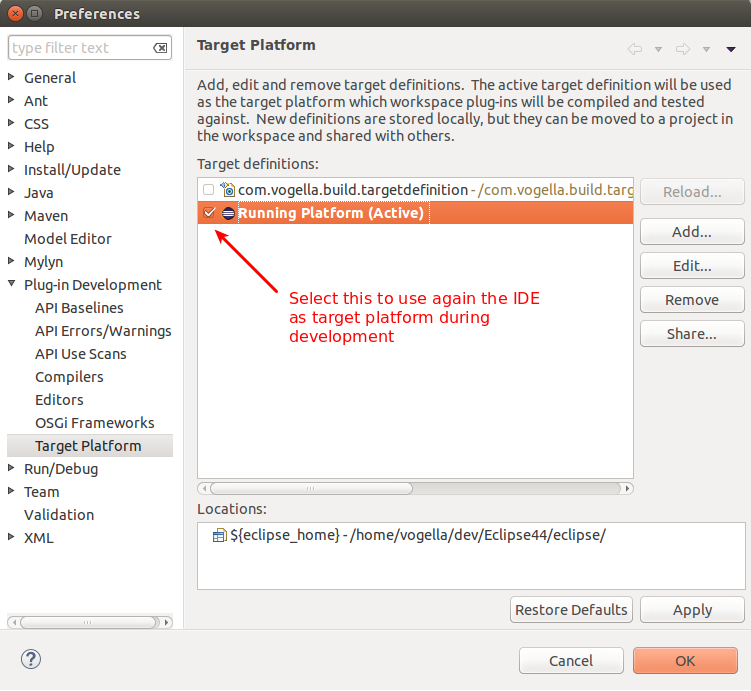 Preferences
type filter text
General
Ant
CSS
Help
Install/Update
Java
Maven
Model Editor
Mylyn
Plug-in Development
API Baselines
API Errors/Warnings
API Use Scans
Compilers
Editors
OSGi Frameworks
Target Platform
Run/Debug
Team
Validation
XML
Target Platform
Add, edit and remove target definitions.  The active target definition will be used
as the target platform which workspace plug-ins will be compiled and tested
against.  New definitions are stored locally, but they can be moved to a project in
the workspace and shared with others.
Target definitions:
com.vogella.build.targetdefinition - /com.vogella.build.targ
Running Platform (Active)
Select this to use again the IDE
as target platform during
development
Reload...
Add...
Edit...
Remove
Share...
Locations:
${eclipse_home} - /home/vogella/dev/Eclipse44/eclipse/
Restore Defaults
Apply
?
Cancel
OK